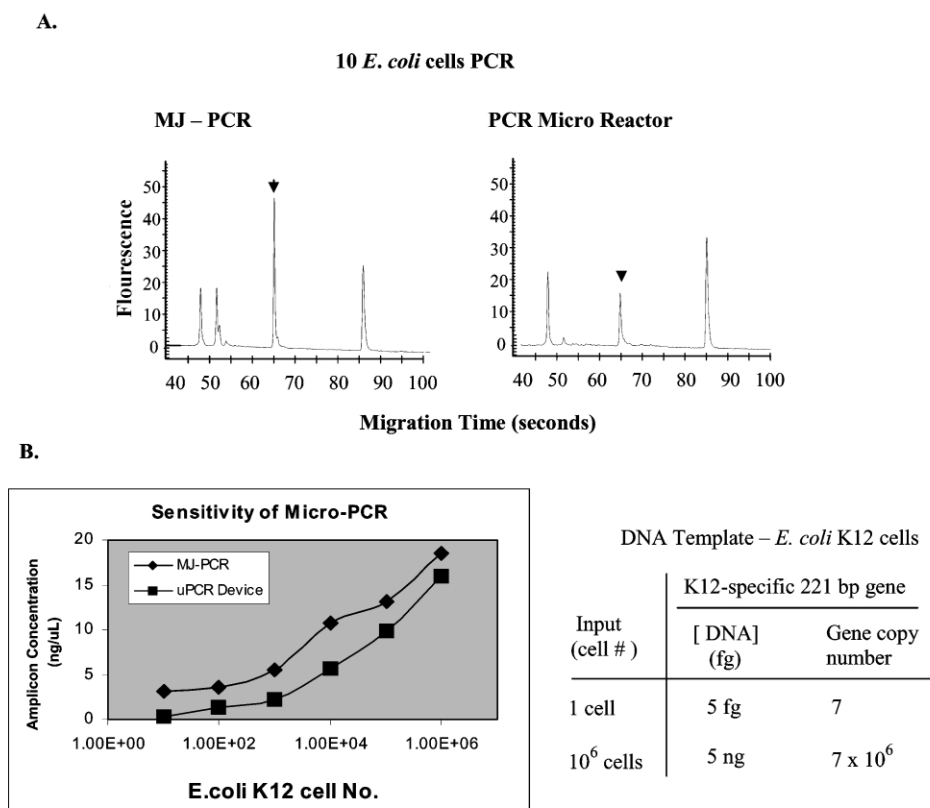 A.
10 E. coli cells PCR
MJ – PCR
PCR Micro Reactor
Flourescence
50
40
30
20
10
0
40 50 60 70 80 90 100
50
40
30
20
10
0
40 50 60 70 80 90 100
Migration Time (seconds)
B.
Sensitivity of Micro-PCR
Amplicon Concentration
(ng/uL)
20
15
10
5
0
MJ-PCR
uPCR Device
1.00E+00 1.00E+02 1.00E+04 1.00E+06
E.coli K12 cell No.
DNA Template – E. coli K12 cells
K12-specific 221 bp gene
Input
(cell # )
[ DNA]
(fg)
Gene copy
number
1 cell 5 fg 7
10⁶ cells 5 ng 7 x 10⁶